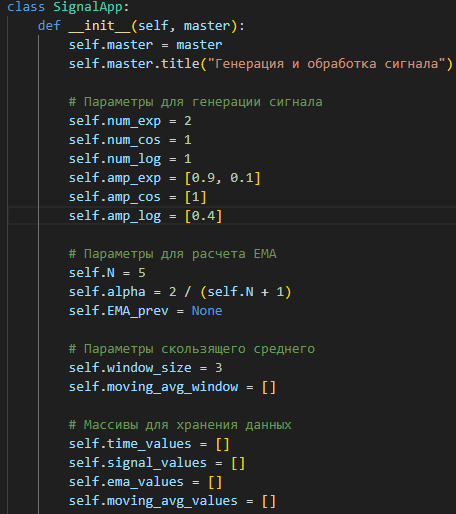 class SignalApp:
    def __init__(self, master):
        self.master = master
        self.master.title("Генерация и обработка сигнала")

        # Параметры для генерации сигнала
        self.num_exp = 2
        self.num_cos = 1
        self.num_log = 1
        self.amp_exp = [0.9, 0.1]
        self.amp_cos = [1]
        self.amp_log = [0.4]

        # Параметры для расчета EMA
        self.N = 5
        self.alpha = 2 / (self.N + 1)
        self.EMA_prev = None

        # Параметры скользящего среднего
        self.window_size = 3
        self.moving_avg_window = []

        # Массивы для хранения данных
        self.time_values = []
        self.signal_values = []
        self.ema_values = []
        self.moving_avg_values = []